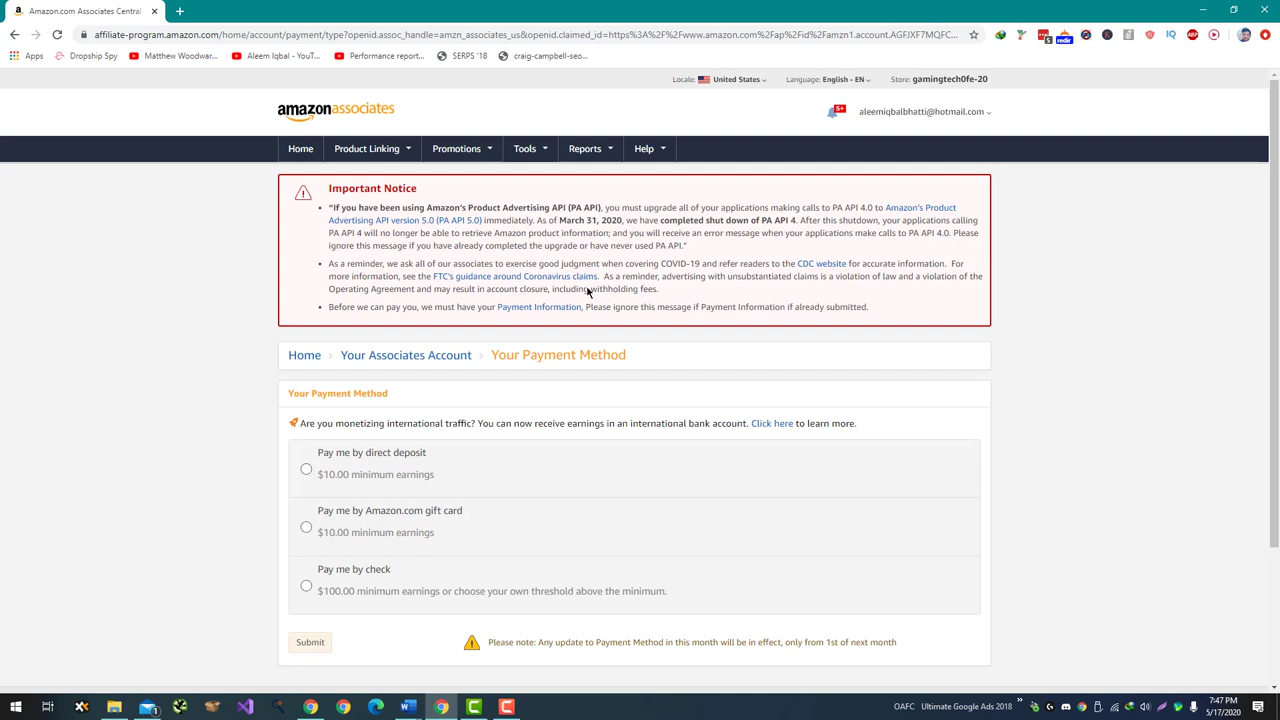 Amazon.com Associates Central
affiliate-program.amazon.com/home/account/payment/type?openid.assoc_handle=amzn_associates_us&openid.claimed_id=https%3A%2F%2Fwww.amazon.com%2Fap%2Fid%2Famzn1.account.AGFJXF7MQFC...
Apps Dropship Spy Matthew Woodwar... Aleem Iqbal - YouT... Performance report... SERPS '18 craig-campbell-seo...
Locale: United States Language: English - EN Store: gamingtech0fe-20
amazonassociates 5+ aleemiqbalbhatti@hotmail.com
Home Product Linking Promotions Tools Reports Help
Important Notice
• “If you have been using Amazon’s Product Advertising API (PA API), you must upgrade all of your applications making calls to PA API 4.0 to Amazon’s Product
Advertising API version 5.0 (PA API 5.0) immediately. As of March 31, 2020, we have completed shut down of PA API 4. After this shutdown, your applications calling
PA API 4 will no longer be able to retrieve Amazon product information; and you will receive an error message when your applications make calls to PA API 4.0. Please
ignore this message if you have already completed the upgrade or have never used PA API.”
• As a reminder, we ask all of our associates to exercise good judgment when covering COVID-19 and refer readers to the CDC website for accurate information. For
more information, see the FTC’s guidance around Coronavirus claims. As a reminder, advertising with unsubstantiated claims is a violation of law and a violation of the
Operating Agreement and may result in account closure, including withholding fees.
• Before we can pay you, we must have your Payment Information, Please ignore this message if Payment Information if already submitted.
Home › Your Associates Account › Your Payment Method
Your Payment Method
Are you monetizing international traffic? You can now receive earnings in an international bank account. Click here to learn more.
Pay me by direct deposit
$10.00 minimum earnings
Pay me by Amazon.com gift card
$10.00 minimum earnings
Pay me by check
$100.00 minimum earnings or choose your own threshold above the minimum.
Submit Please note: Any update to Payment Method in this month will be in effect, only from 1st of next month
OAFC Ultimate Google Ads 2018 » 7:47 PM
5/17/2020